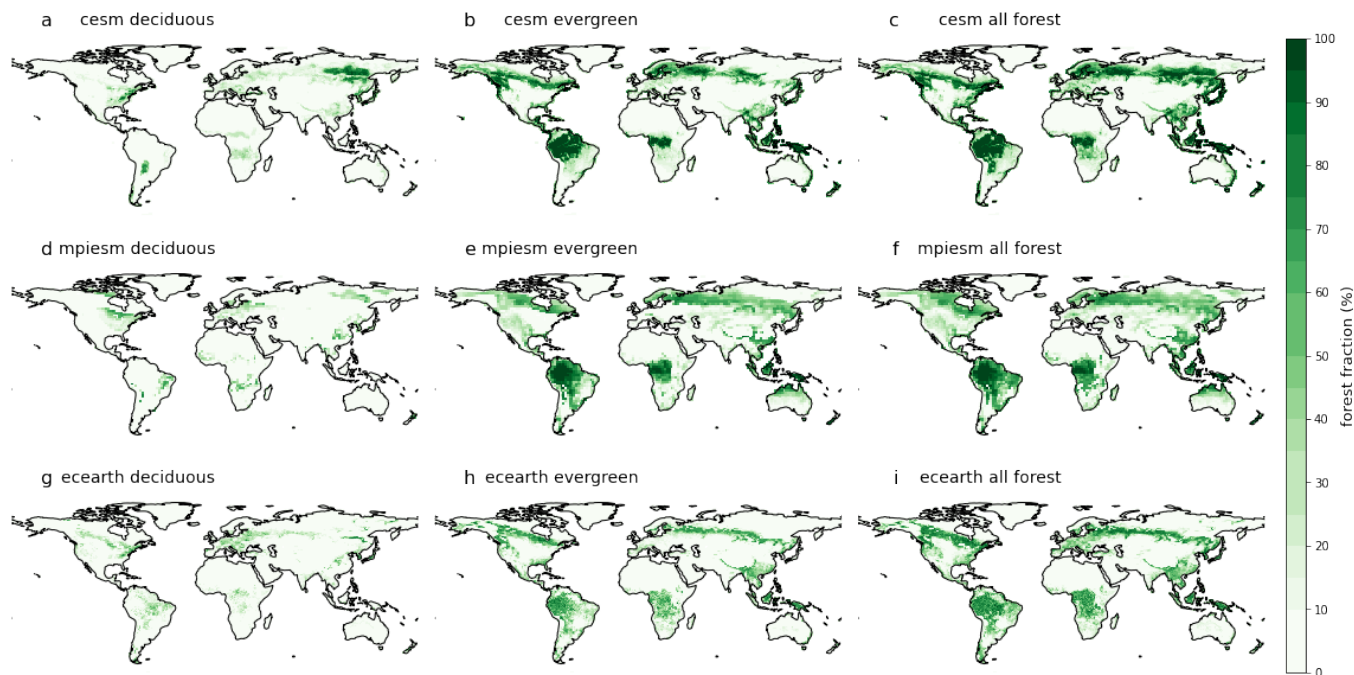 a cesm deciduous
b cesm evergreen
c cesm all forest
d mpiesm deciduous
e mpiesm evergreen
f mpiesm all forest
g ecearth deciduous
h ecearth evergreen
i ecearth all forest
100
90
80
70
60
50
40
30
20
10
0
forest fraction (%)